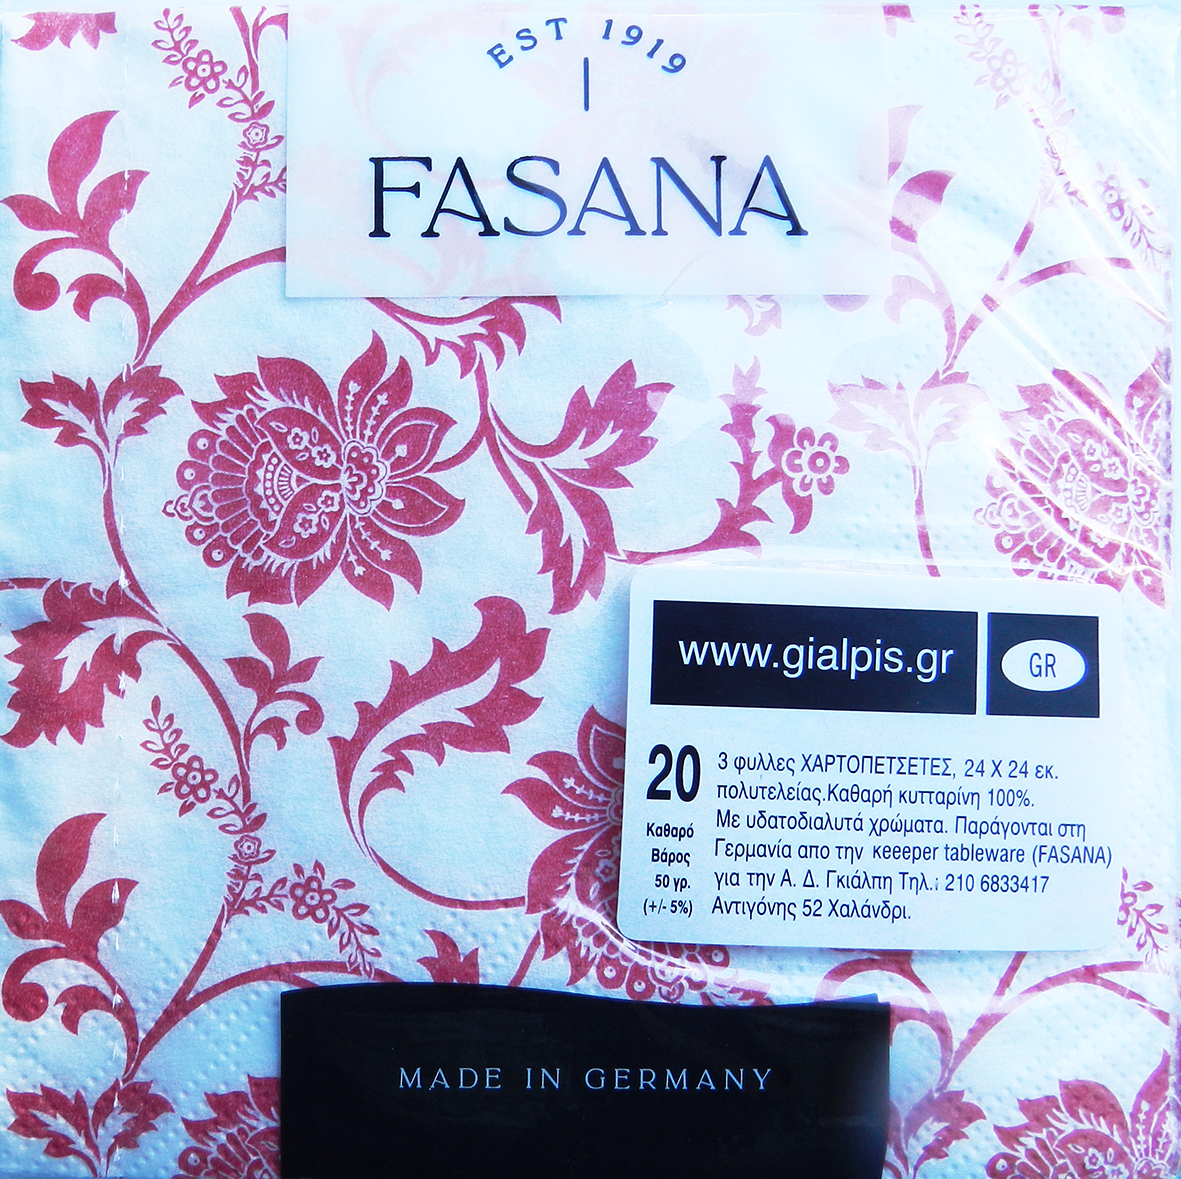 EST 1919
FASANA
www.gialpis.gr
GR
20
3 φυλλες ΧΑΡΤΟΠΕΤΣΕΤΕΣ, 24 Χ 24 εκ.
πολυτελείας.Καθαρή κυτταρίνη 100%.
Με υδατοδιαλυτά χρώματα. Παράγονται στη
Γερμανία απο την keeeper tableware (FASANA)
για την Α. Δ. Γκιάλπη Τηλ.: 210 6833417
Αντιγόνης 52 Χαλάνδρι.
Καθαρό
Βάρος
50 γρ.
(+/- 5%)
MADE IN GERMANY